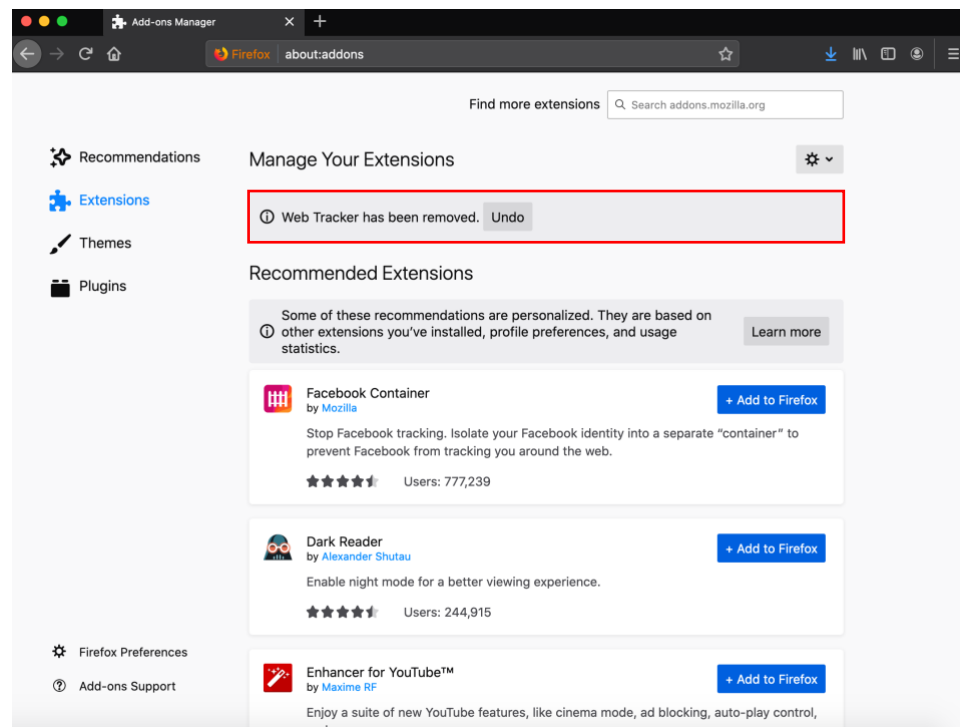 Add-ons Manager
Firefox about:addons
Find more extensions Search addons.mozilla.org
Recommendations
Extensions
Themes
Plugins
Manage Your Extensions
Web Tracker has been removed. Undo
Recommended Extensions
Some of these recommendations are personalized. They are based on
other extensions you've installed, profile preferences, and usage
statistics.
Learn more
Facebook Container
by Mozilla
+ Add to Firefox
Stop Facebook tracking. Isolate your Facebook identity into a separate “container” to
prevent Facebook from tracking you around the web.
Users: 777,239
Dark Reader
by Alexander Shutau
+ Add to Firefox
Enable night mode for a better viewing experience.
Users: 244,915
Enhancer for YouTube™
by Maxime RF
+ Add to Firefox
Enjoy a suite of new YouTube features, like cinema mode, ad blocking, auto-play control,
Firefox Preferences
Add-ons Support